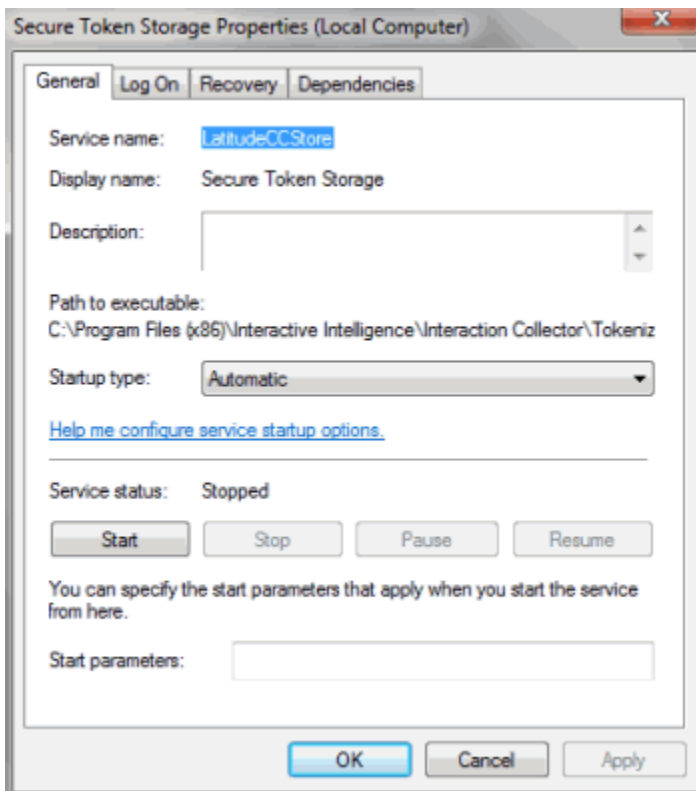 Secure Token Storage Properties (Local Computer)
General Log On Recovery Dependencies
Service name: LatitudeCCStore
Display name: Secure Token Storage
Description:
Path to executable:
C:\Program Files (x86)\Interactive Intelligence\Interaction Collector\Tokeniz
Startup type: Automatic
Help me configure service startup options.
Service status: Stopped
Start Stop Pause Resume
You can specify the start parameters that apply when you start the service
from here.
Start parameters:
OK Cancel Apply